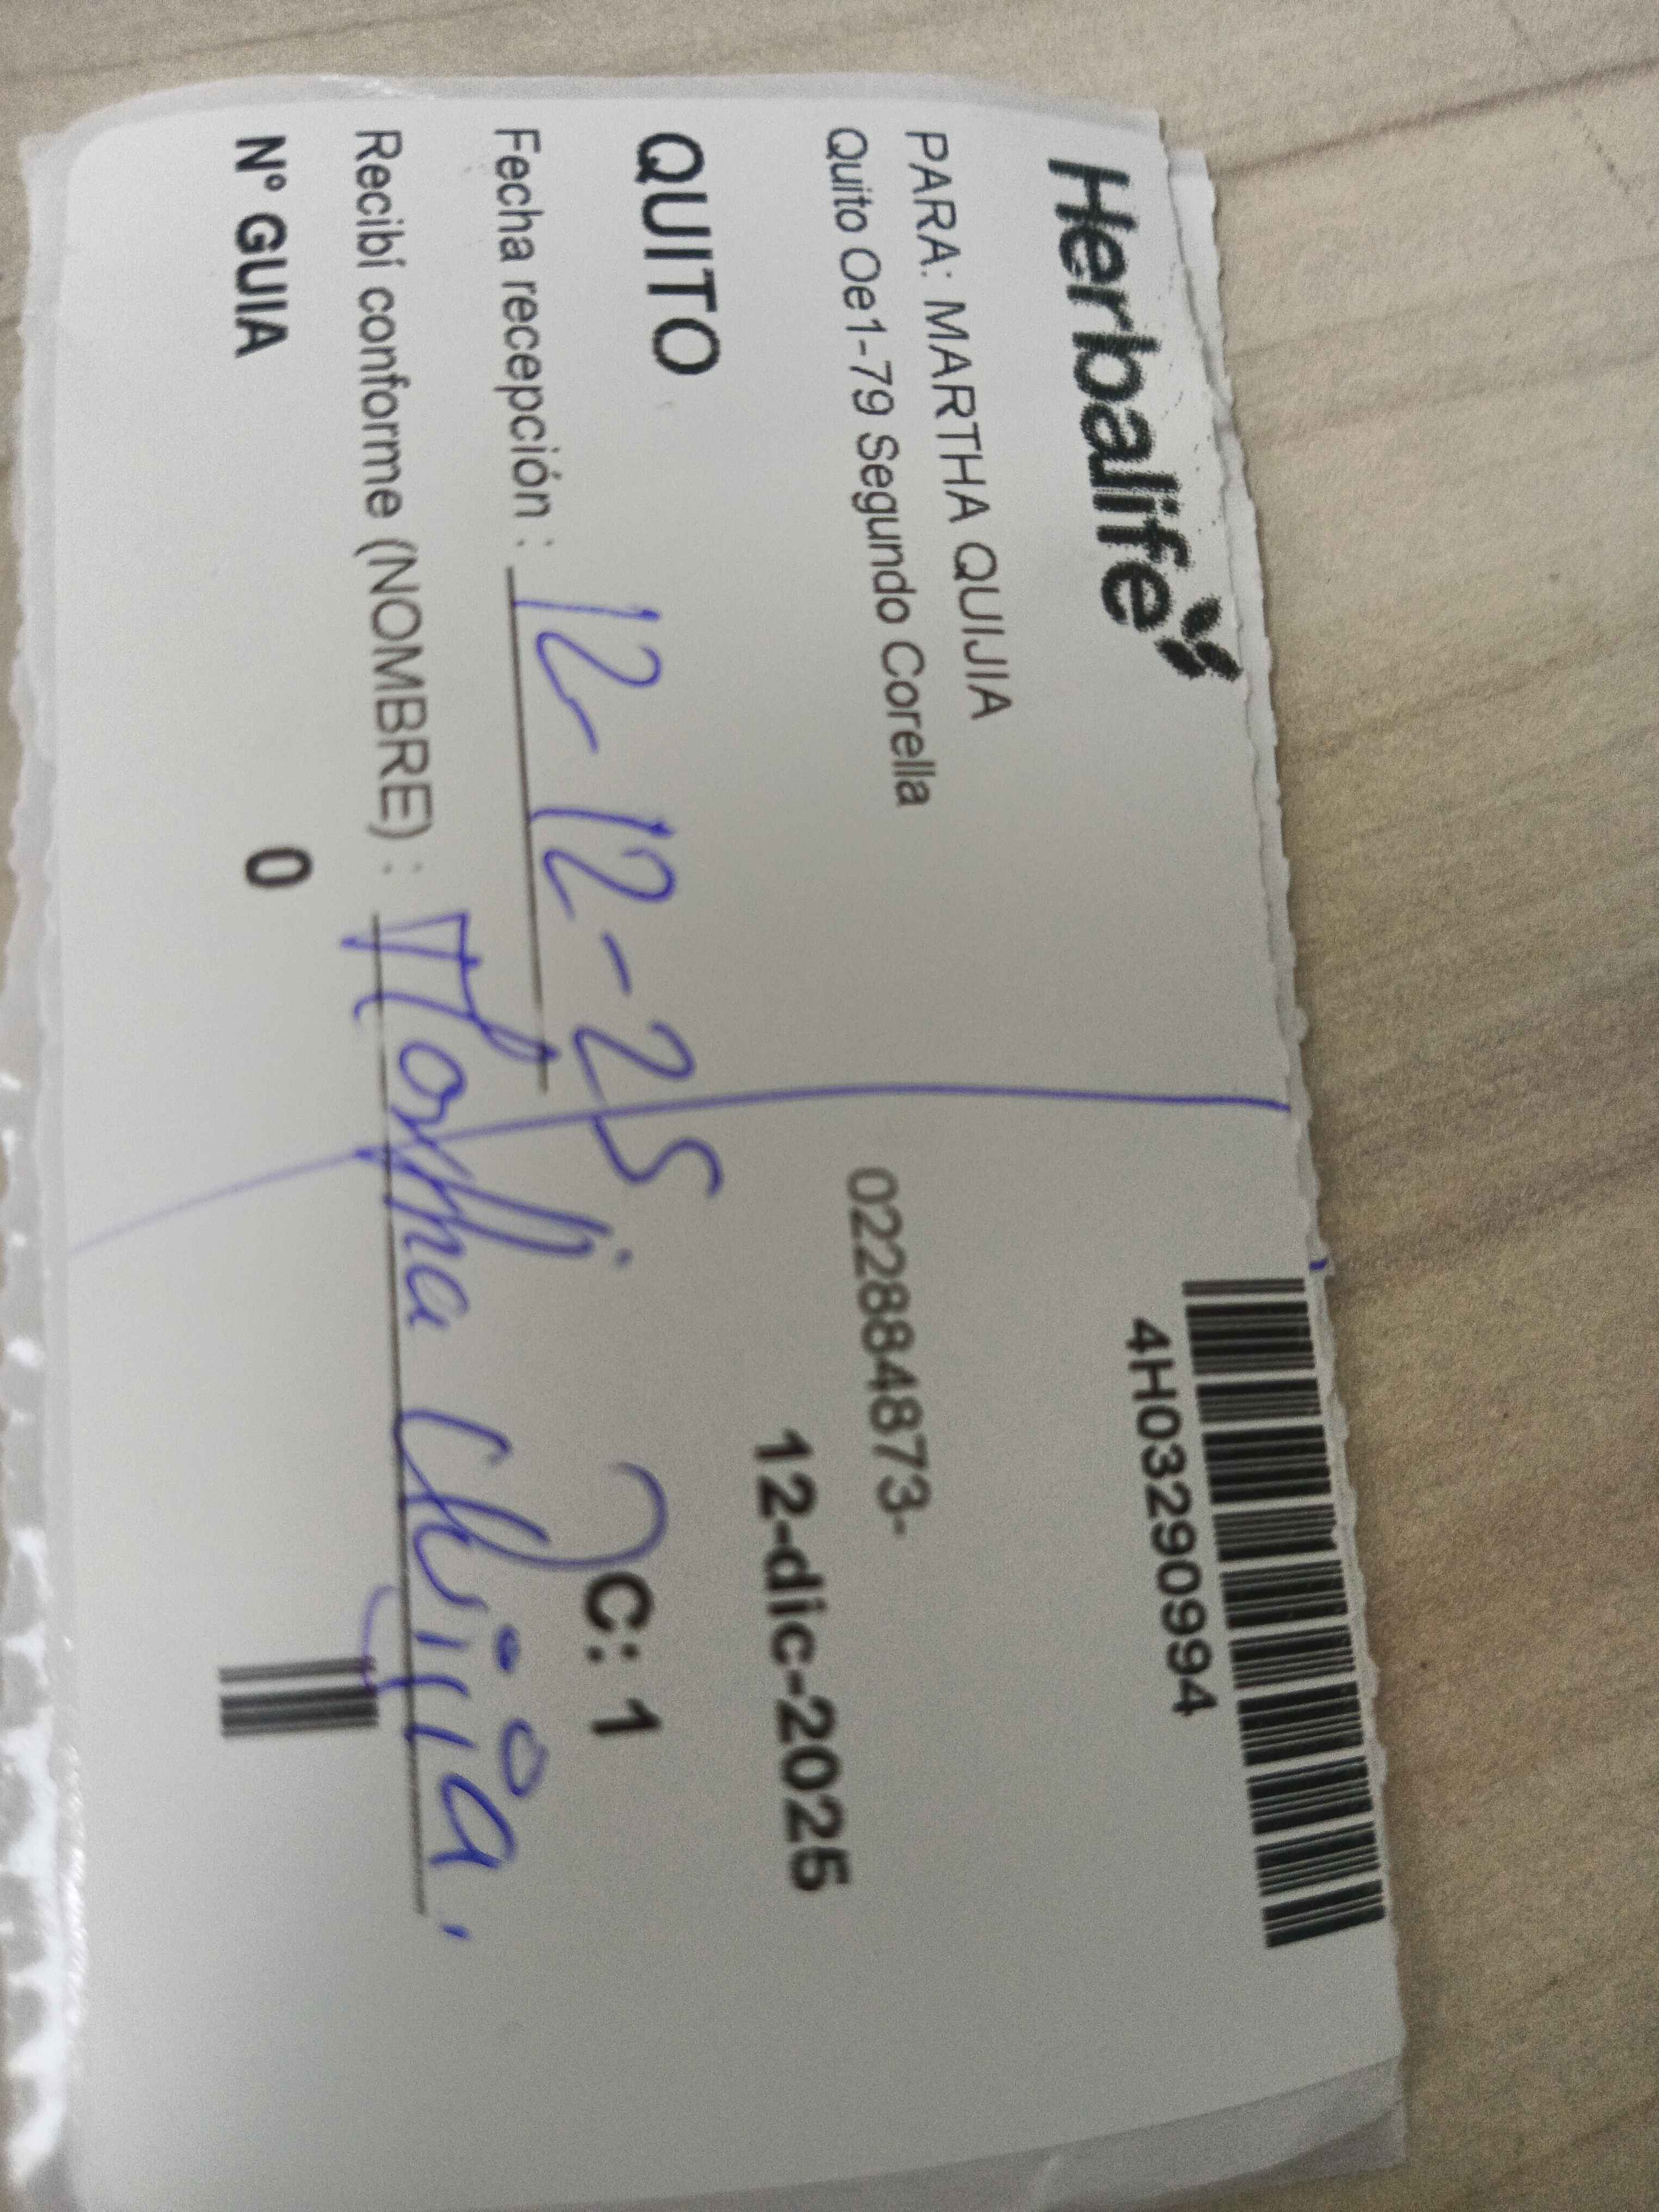 Herbalife
4H03290994
PARA: MARTHA QUIJIA
Quito Oe1-79 Segundo Corella
022884873-
12-dic-2025
QUITO
C: 1
Fecha recepción : 12-12-25
Recibí conforme (NOMBRE) : Martha Quijia.
N° GUIA 0